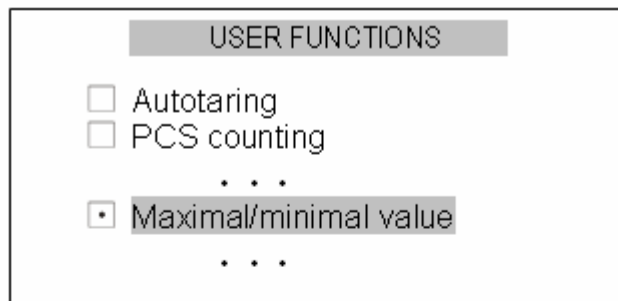 USER FUNCTIONS
Autotaring
PCS counting
. . .
Maximal/minimal value
. . .